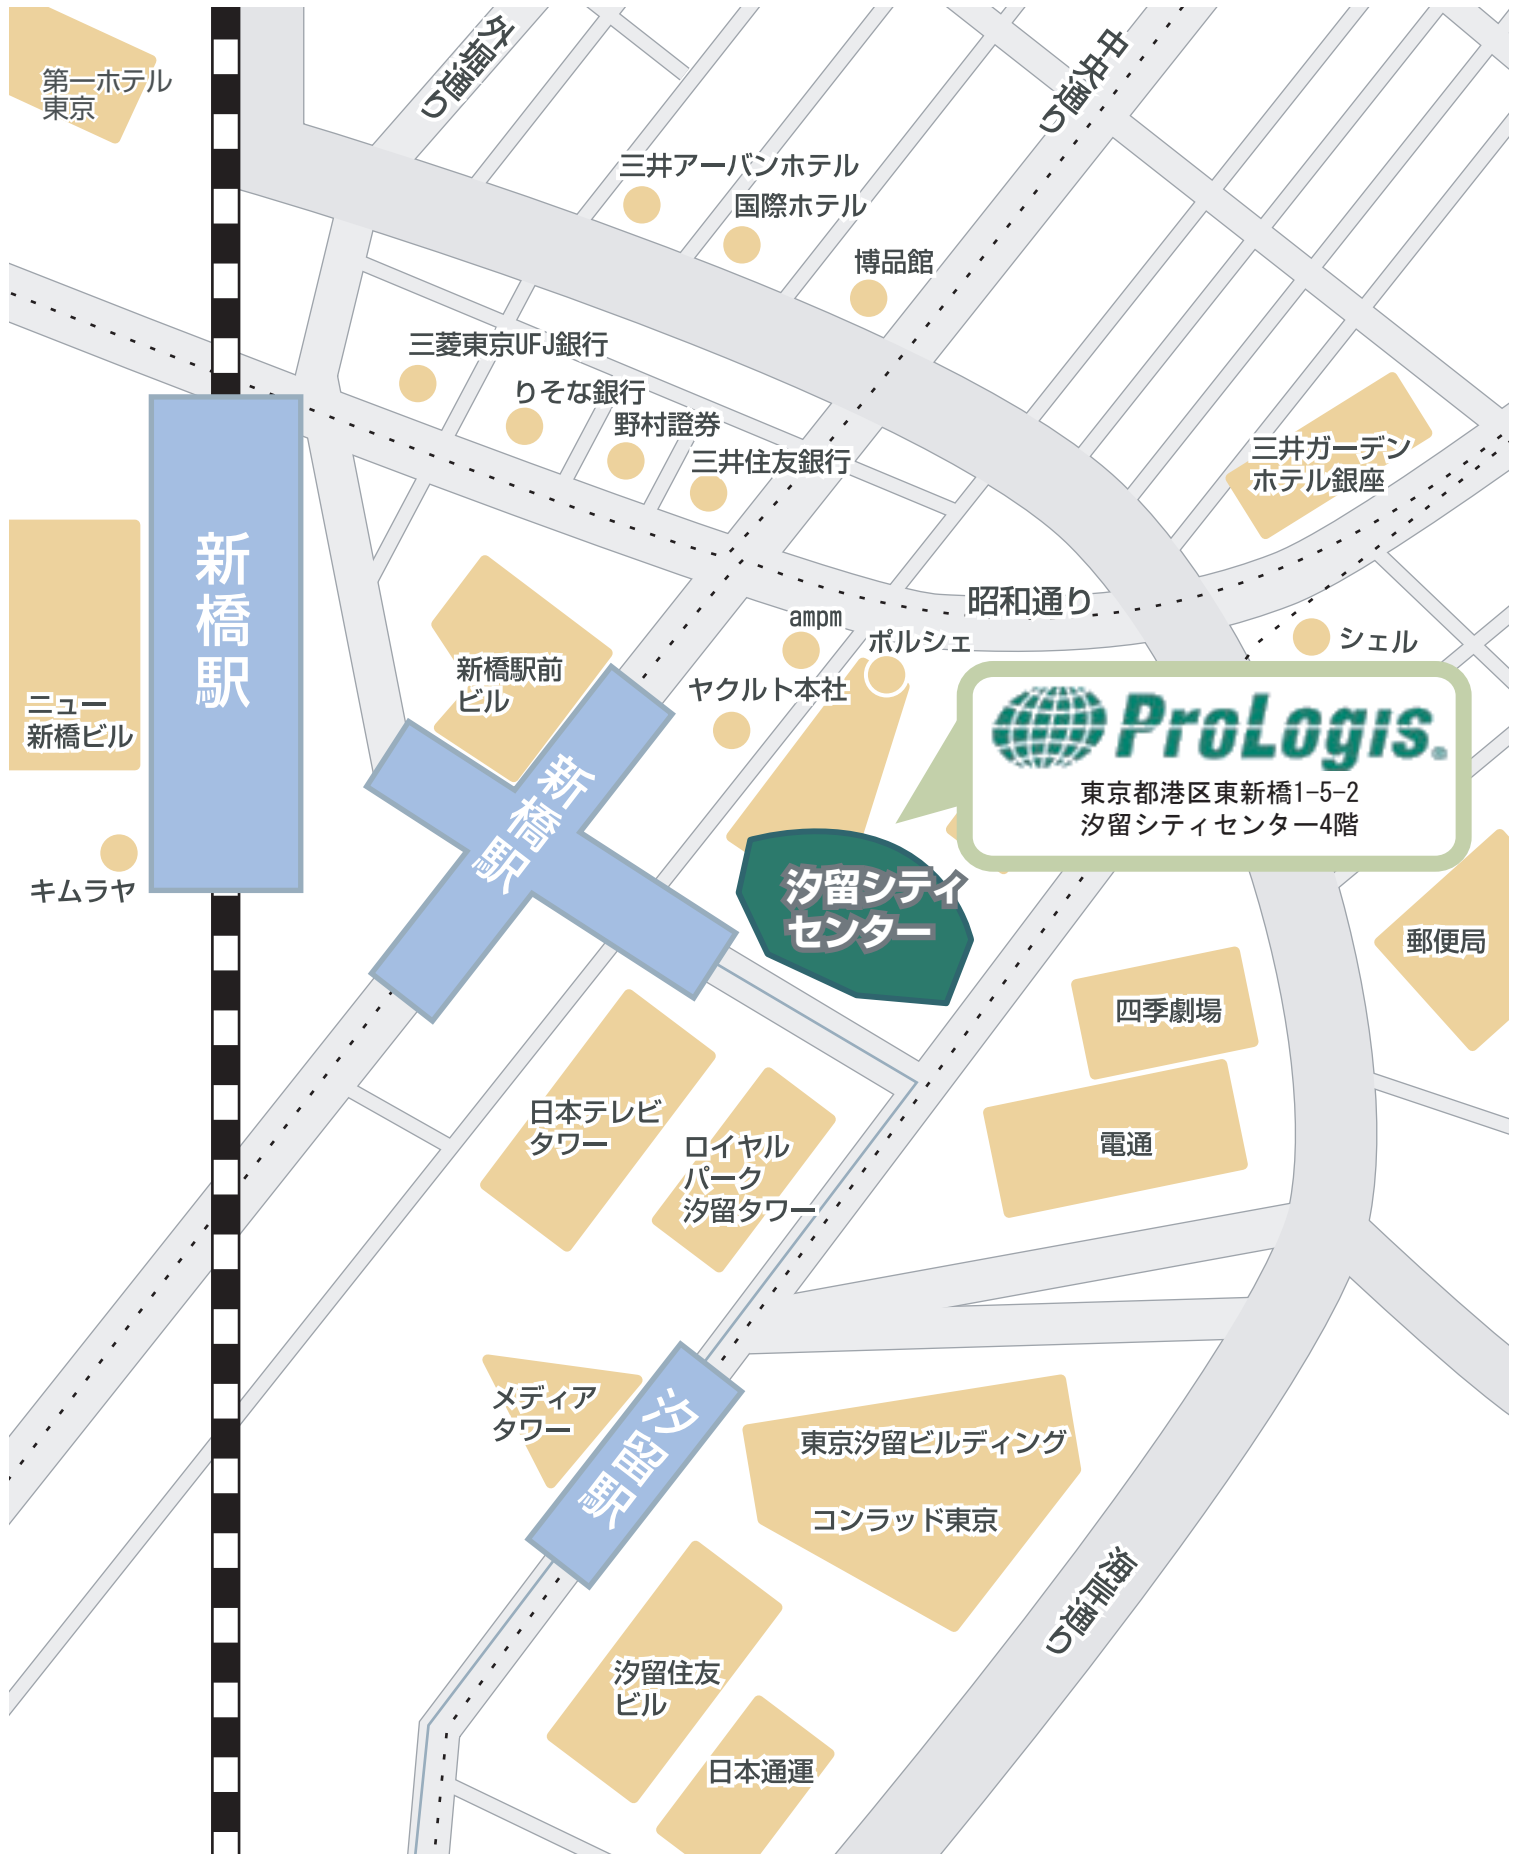 外堀通り
中央通り
第一ホテル
東京
三井アーバンホテル
国際ホテル
博品館
三菱東京UFJ銀行
りそな銀行
野村證券
三井住友銀行
三井ガーデン
ホテル銀座
新橋駅
昭和通り
ampm
ポルシェ
シェル
新橋駅前
ビル
ヤクルト本社
ニュー
新橋ビル
ProLogis®
東京都港区東新橋1-5-2
汐留シティセンター4階
新橋駅
キムラヤ
汐留シティ
センター
郵便局
四季劇場
日本テレビ
タワー
ロイヤル
パーク
汐留タワー
電通
メディア
タワー
汐留駅
東京汐留ビルディング
コンラッド東京
海岸通り
汐留住友
ビル
日本通運